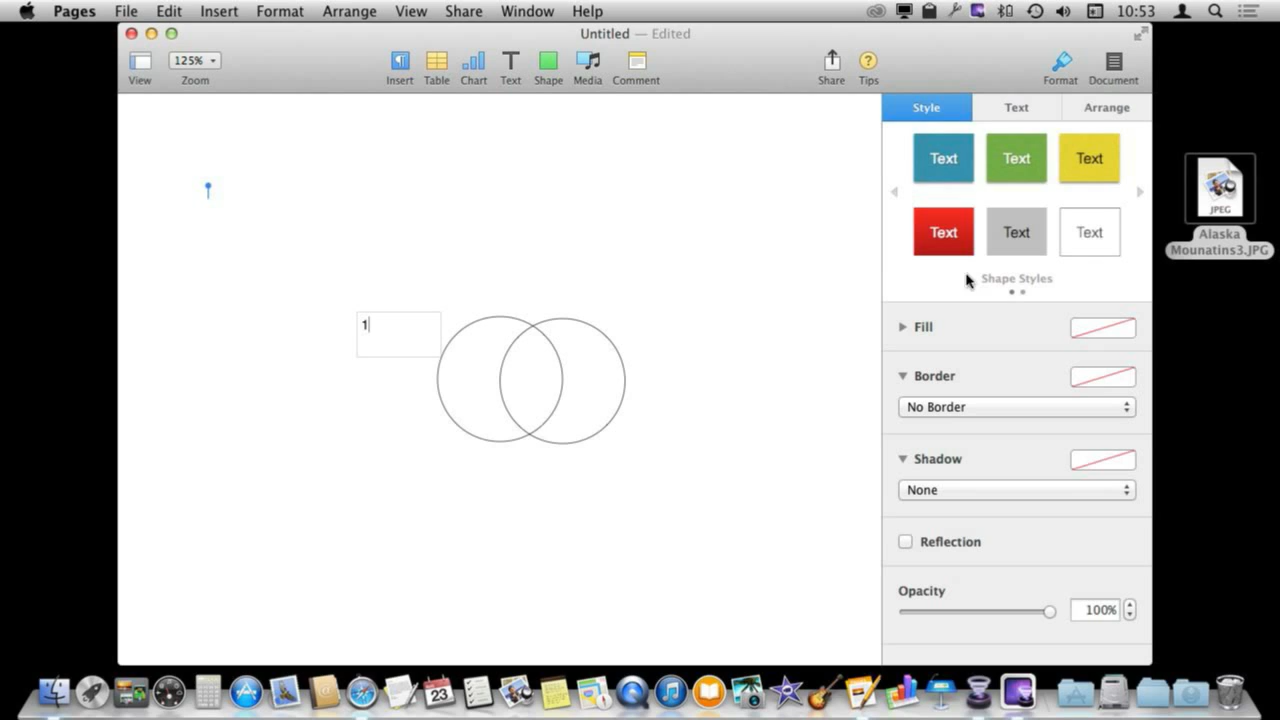 Pages File Edit Insert Format Arrange View Share Window Help 10:53
Untitled — Edited
125%
View Zoom Insert Table Chart Text Shape Media Comment Share Tips Format Document
Style Text Arrange
Text Text Text
Text Text Text
Shape Styles
Fill
Border
No Border
Shadow
None
Reflection
Opacity
100%
1
JPEG
Alaska
Mounatins3.JPG
23